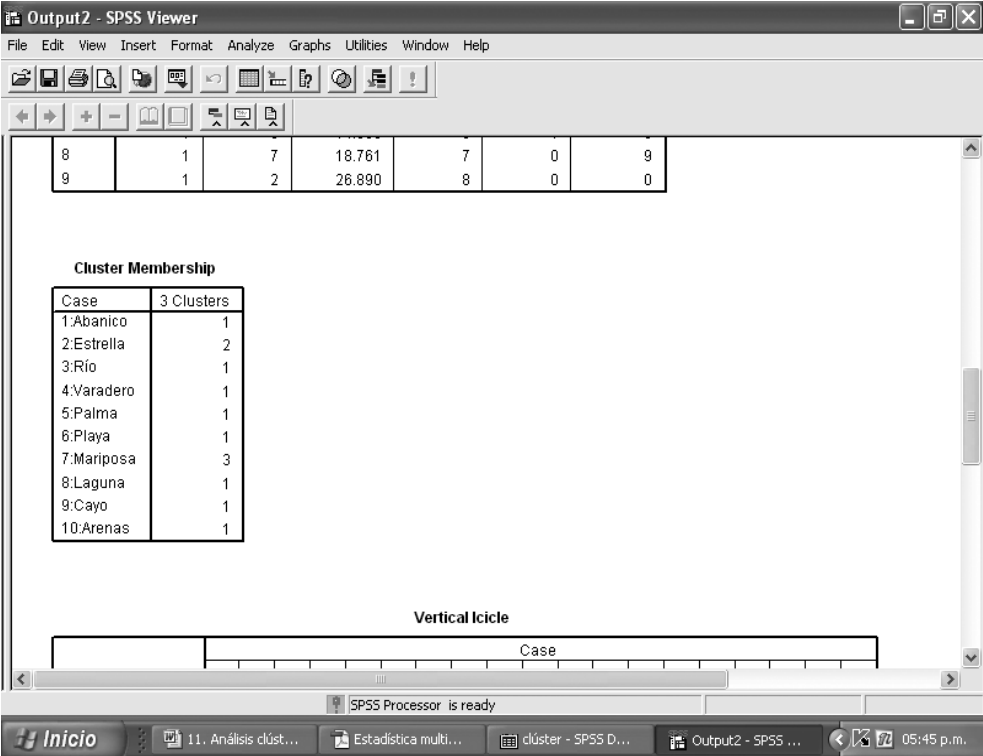 Output2 - SPSS Viewer
File Edit View Insert Format Analyze Graphs Utilities Window Help
8 1 7 18.761 7 0 9
9 1 2 26.890 8 0 0
Cluster Membership
Case 3 Clusters
1:Abanico 1
2:Estrella 2
3:Río 1
4:Varadero 1
5:Palma 1
6:Playa 1
7:Mariposa 3
8:Laguna 1
9:Cayo 1
10:Arenas 1
Vertical Icicle
Case
SPSS Processor is ready
Inicio 11. Análisis clúst... Estadística multi... clúster - SPSS D... Output2 - SPSS ... 05:45 p.m.